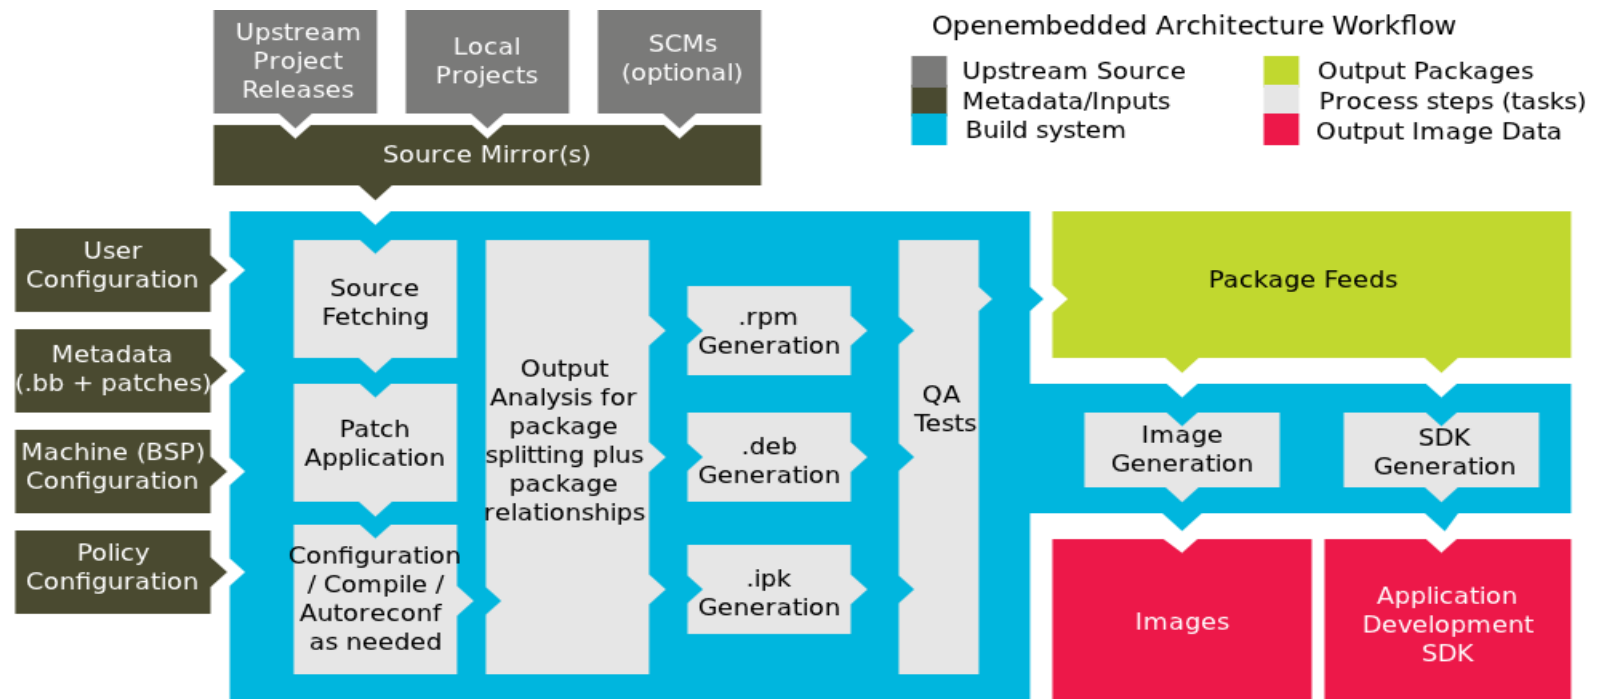 Upstream
Project
Releases
Local
Projects
SCMs
(optional)
Openembedded Architecture Workflow
Upstream Source
Metadata/Inputs
Build system
Output Packages
Process steps (tasks)
Output Image Data
Source Mirror(s)
User
Configuration
Metadata
(.bb + patches)
Machine (BSP)
Configuration
Policy
Configuration
Source
Fetching
Patch
Application
Configuration
/ Compile /
Autoreconf
as needed
Output
Analysis for
package
splitting plus
package
relationships
.rpm
Generation
.deb
Generation
.ipk
Generation
QA
Tests
Package Feeds
Image
Generation
SDK
Generation
Images
Application
Development
SDK